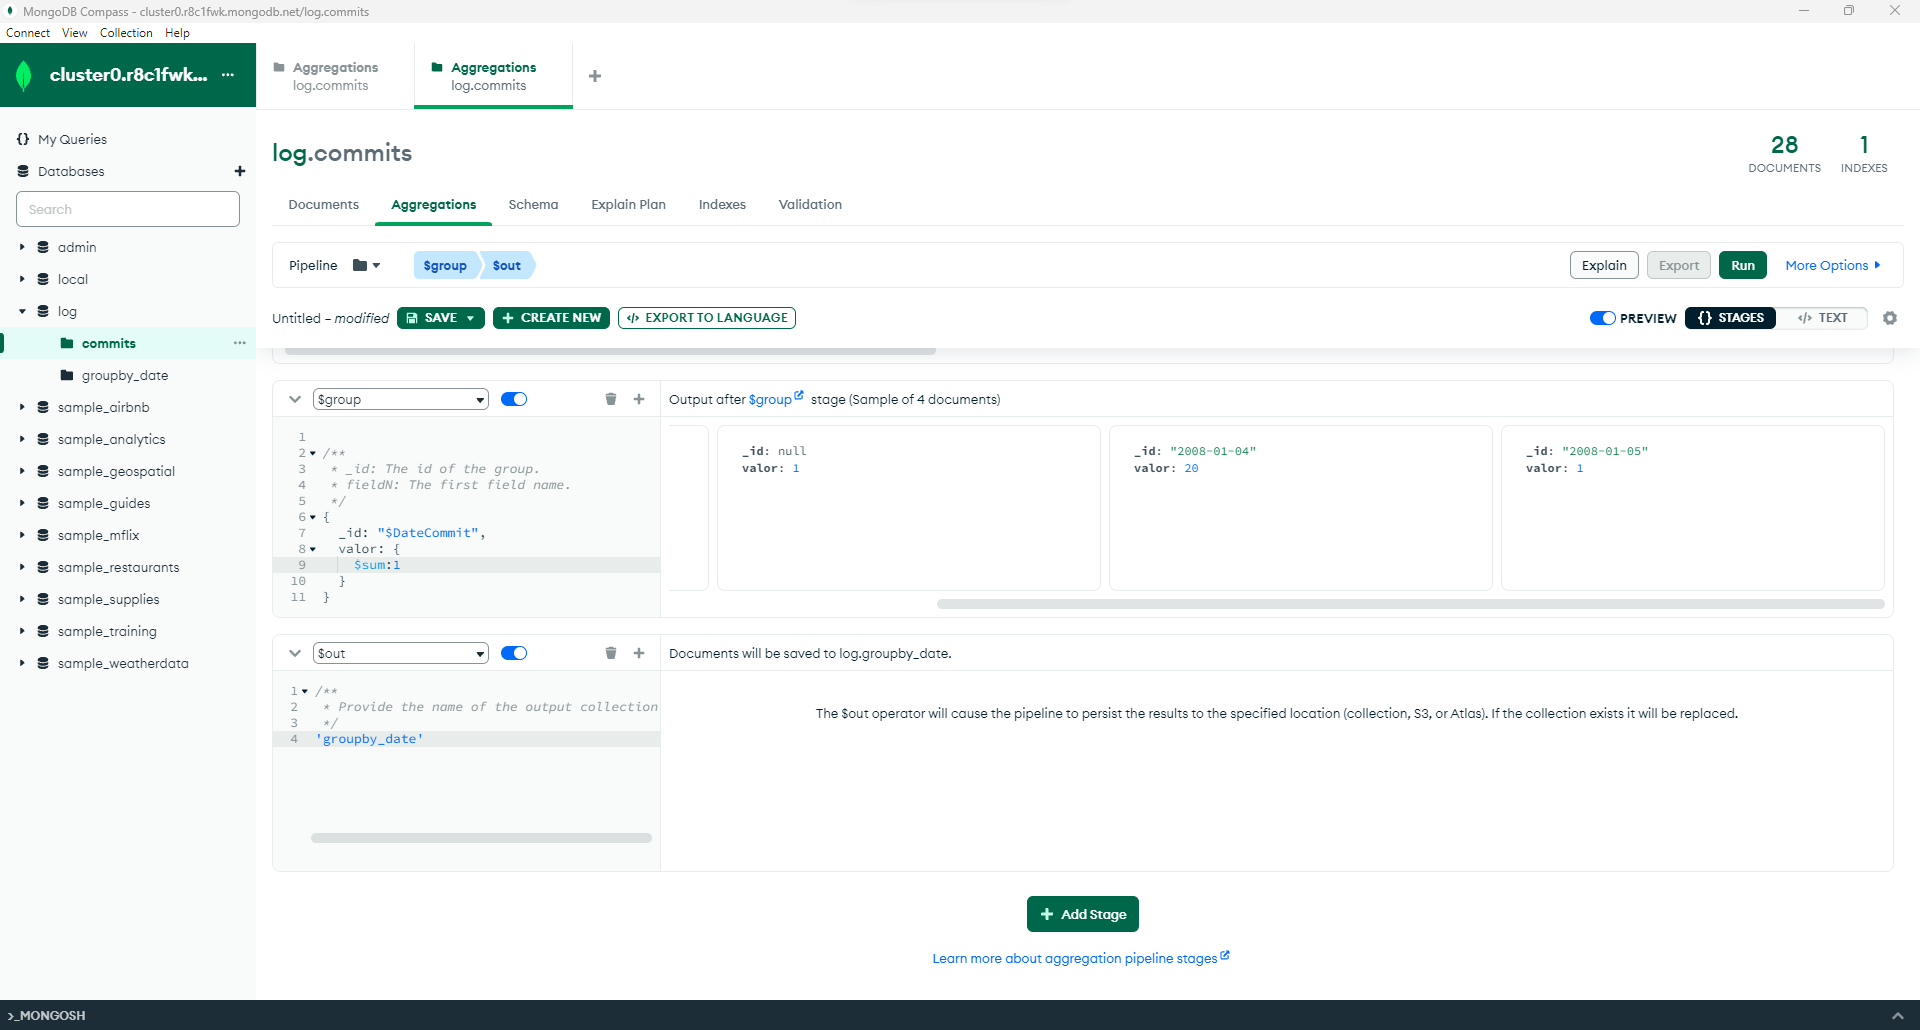 MongoDB Compass - cluster0.r8c1fwk.mongodb.net/log.commits
Connect View Collection Help
cluster0.r8c1fwk... ...
Aggregations
log.commits
Aggregations
log.commits
{} My Queries
Databases
Search
admin
local
log
commits
groupby_date
sample_airbnb
sample_analytics
sample_geospatial
sample_guides
sample_mflix
sample_restaurants
sample_supplies
sample_training
sample_weatherdata
log.commits
28
DOCUMENTS
1
INDEXES
Documents Aggregations Schema Explain Plan Indexes Validation
Pipeline $group $out Explain Export Run More Options
Untitled – modified SAVE + CREATE NEW </> EXPORT TO LANGUAGE PREVIEW {} STAGES </> TEXT
$group
Output after $group stage (Sample of 4 documents)
1
2 /**
3 * _id: The id of the group.
4 * fieldN: The first field name.
5 */
6 {
7 _id: "$DateCommit",
8 valor: {
9 $sum:1
10 }
11 }
_id: null
valor: 1
_id: "2008-01-04"
valor: 20
_id: "2008-01-05"
valor: 1
$out
Documents will be saved to log.groupby_date.
1 /**
2 * Provide the name of the output collection
3 */
4 'groupby_date'
The $out operator will cause the pipeline to persist the results to the specified location (collection, S3, or Atlas). If the collection exists it will be replaced.
+ Add Stage
Learn more about aggregation pipeline stages
>_MONGOSH